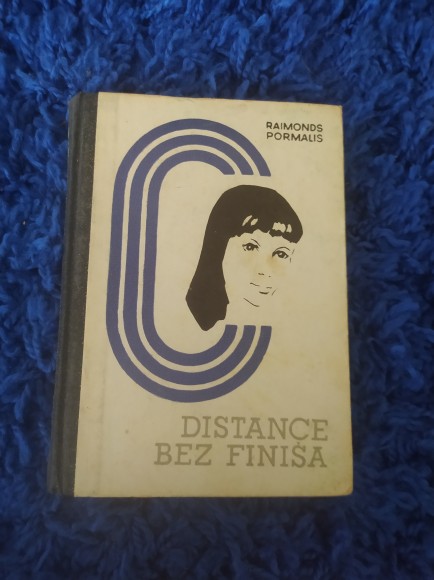 RAIMONDS
PORMALIS
DISTANCE
BEZ FINIŠA